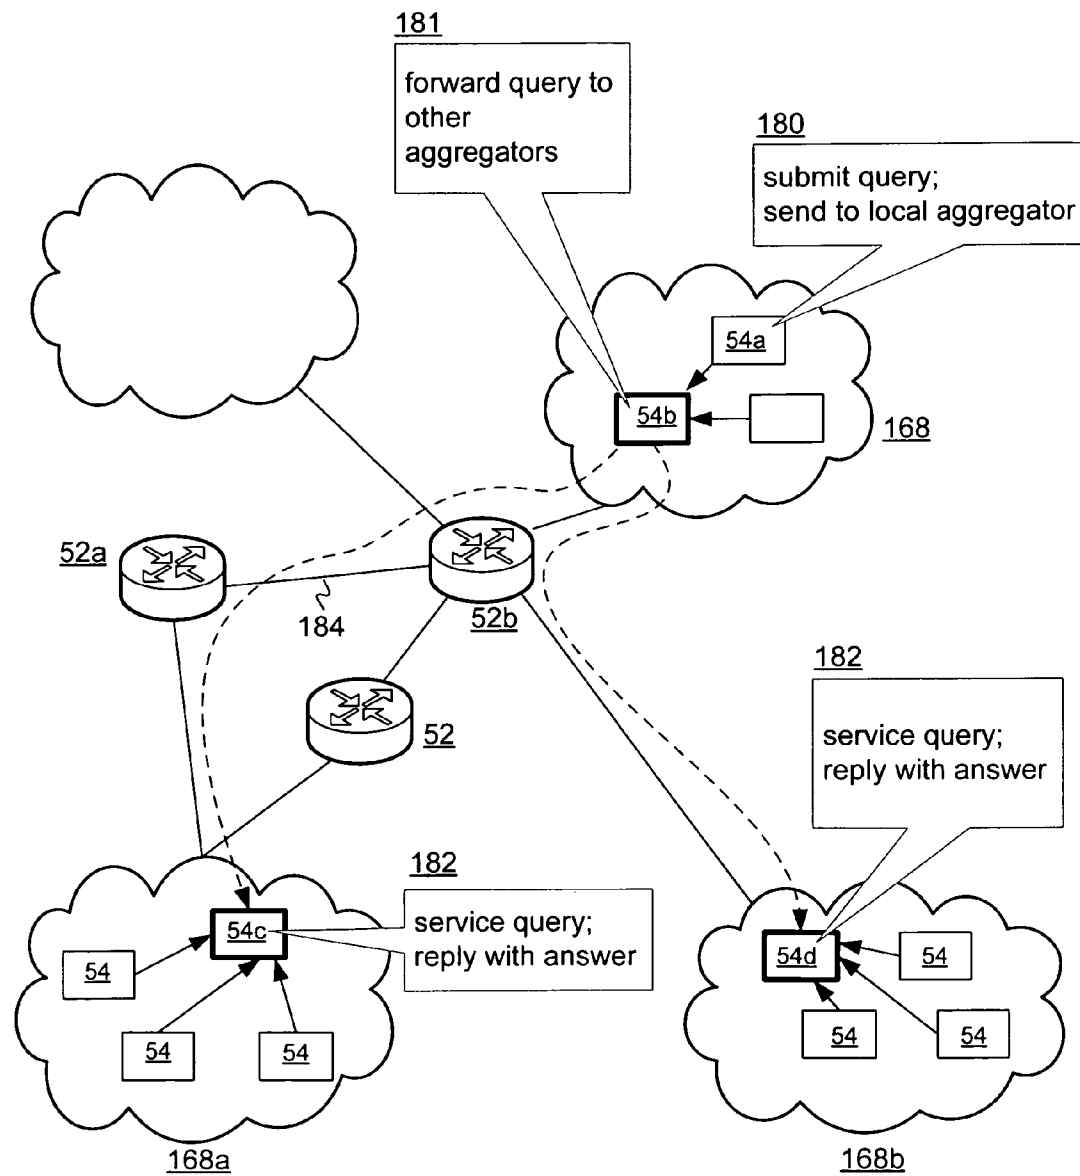 181
forward query to
other
aggregators
180
submit query;
send to local aggregator
54a
54b
168
52a
184
52b
52
182
service query;
reply with answer
182
service query;
reply with answer
54c
54
54
54
54d
54
54
54
168a
168b